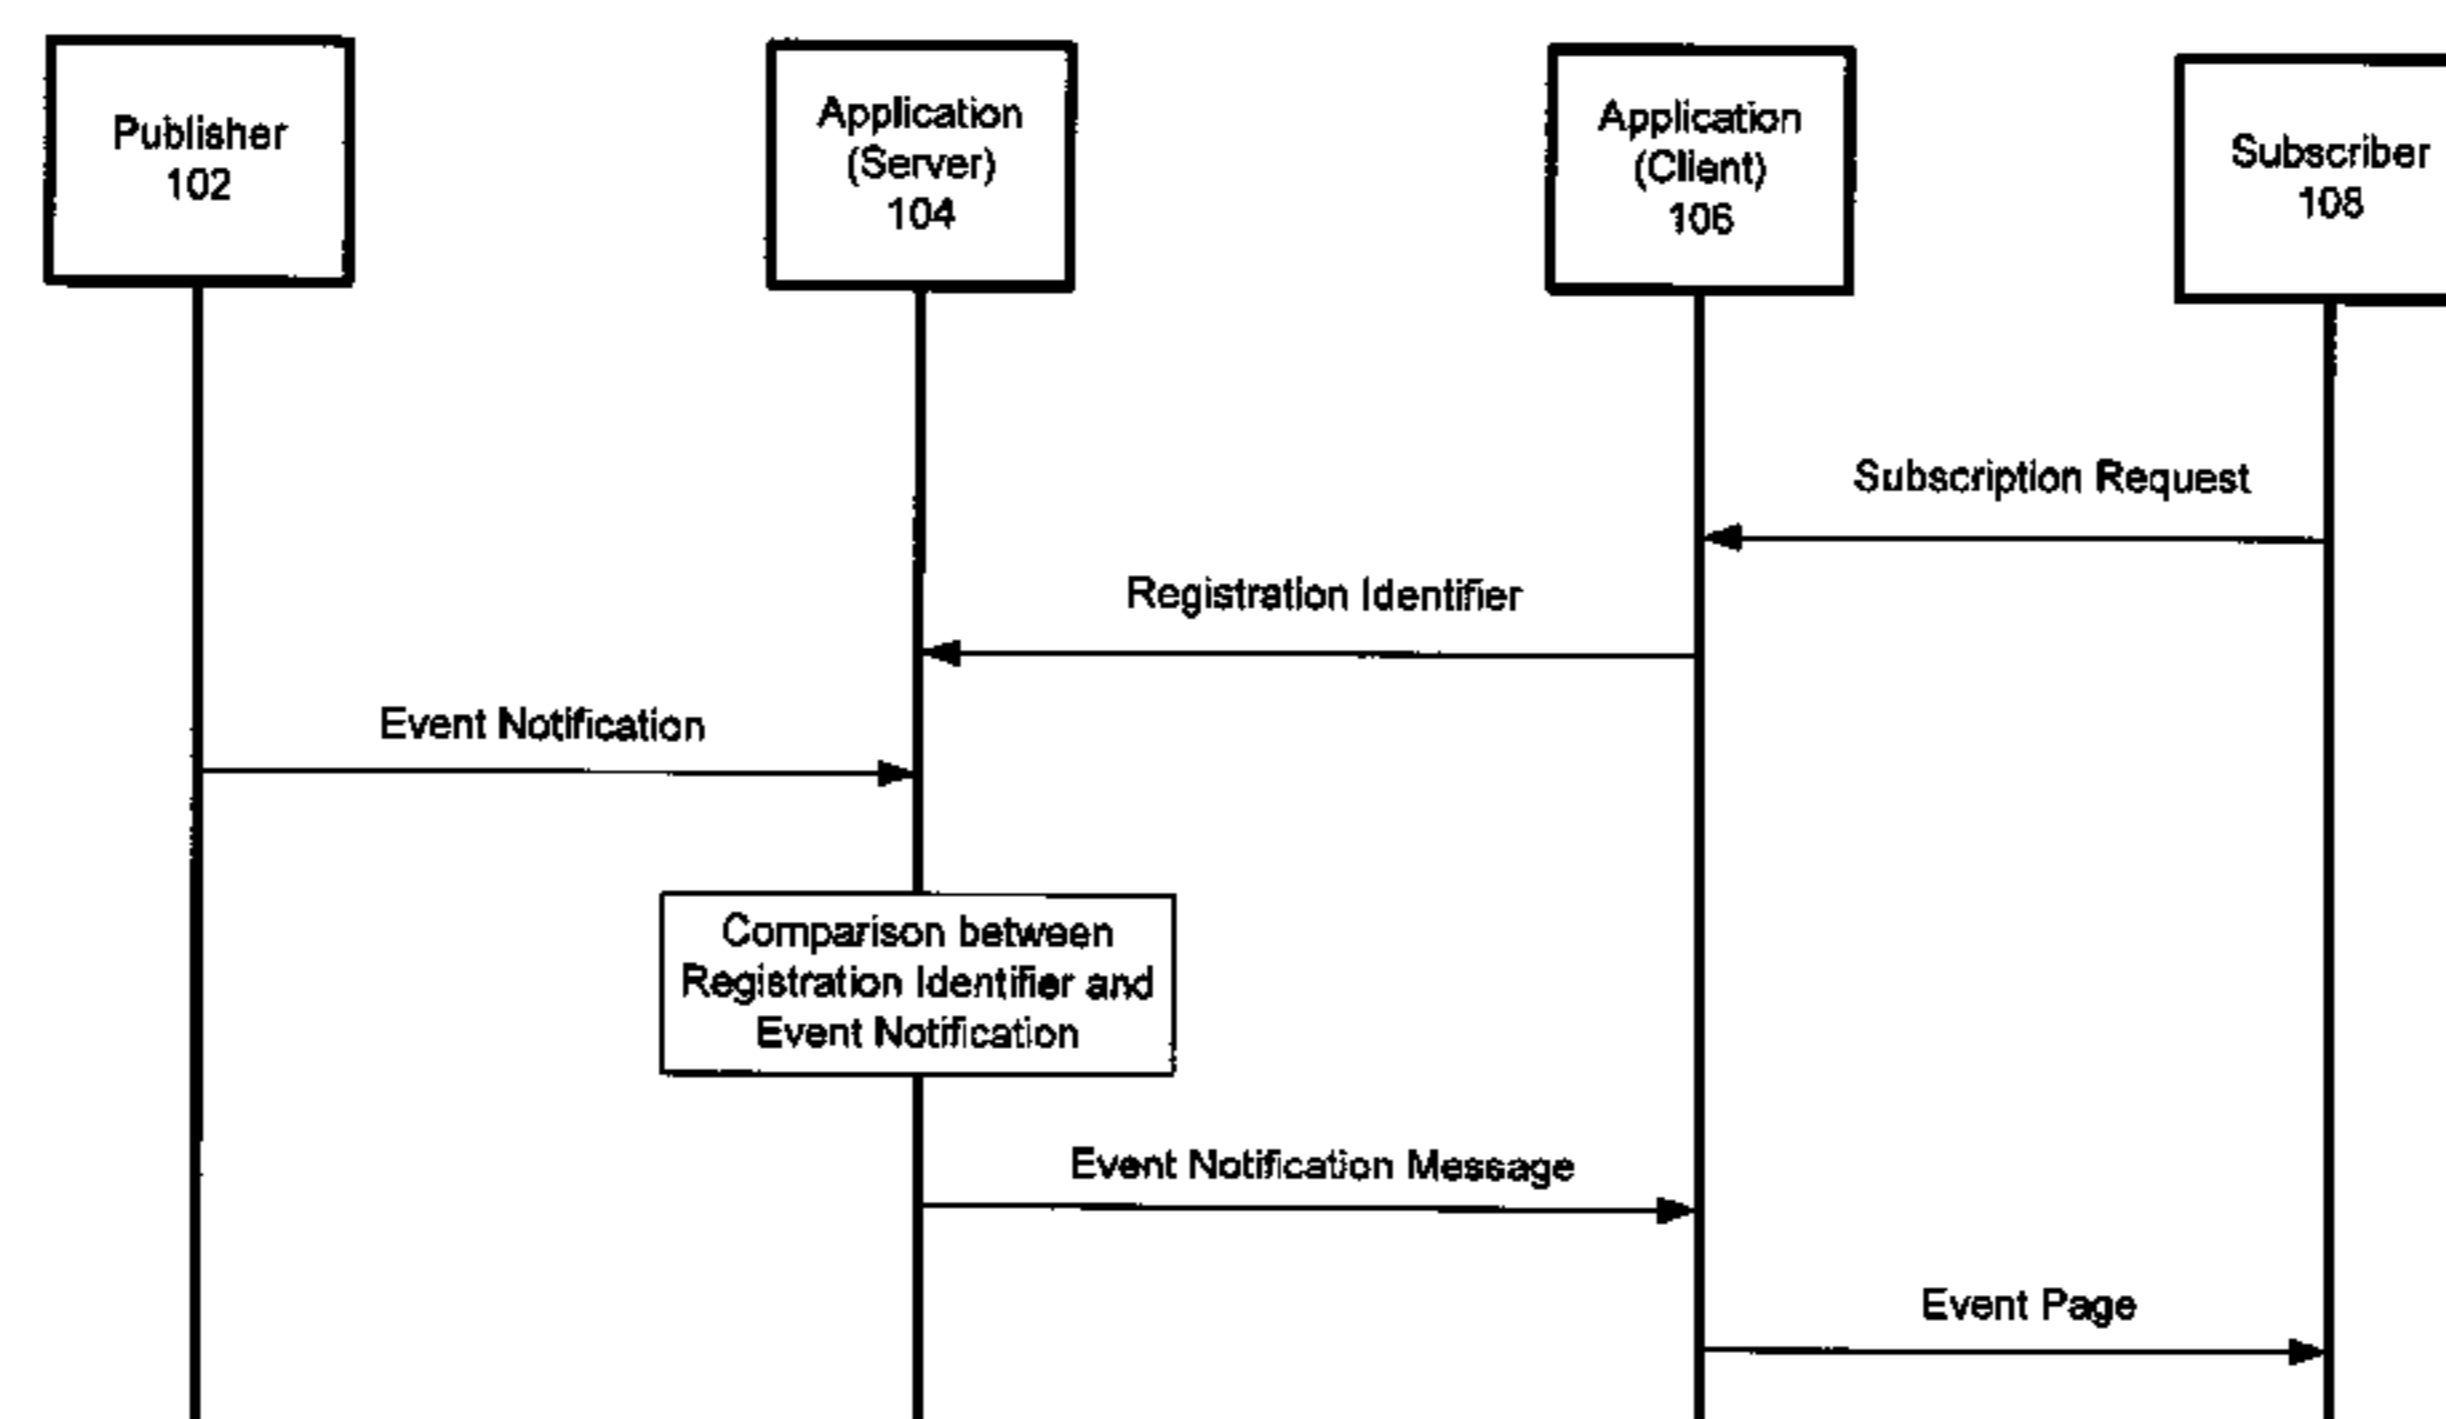 Publisher
102
Application
(Server)
104
Application
(Client)
106
Subscriber
108
Subscription Request
Registration Identifier
Event Notification
Comparison between
Registration Identifier and
Event Notification
Event Notification Message
Event Page